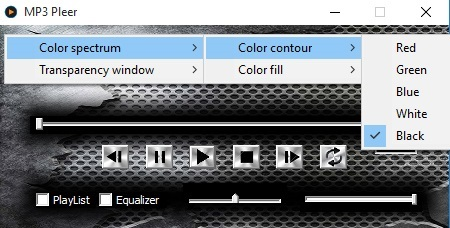 MP3 Pleer
Color spectrum
Transparency window
Color contour
Color fill
Red
Green
Blue
White
Black
PlayList
Equalizer